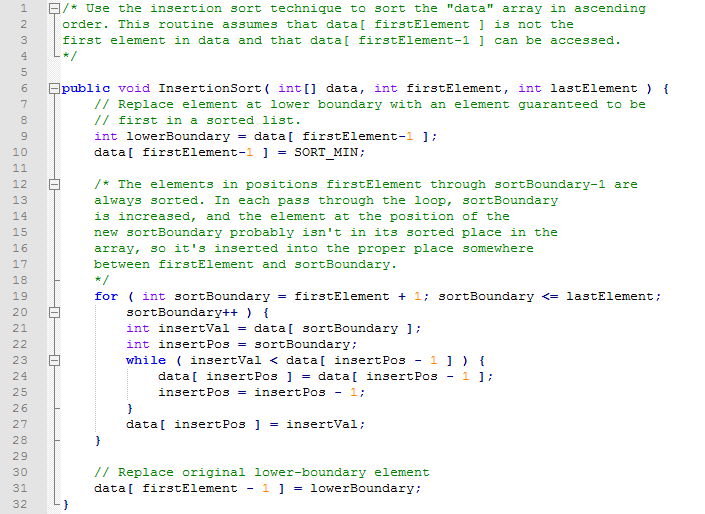 1 /* Use the insertion sort technique to sort the "data" array in ascending
2 order. This routine assumes that data[ firstElement ] is not the
3 first element in data and that data[ firstElement-1 ] can be accessed.
4 */
5
6 public void InsertionSort( int[] data, int firstElement, int lastElement ) {
7     // Replace element at lower boundary with an element guaranteed to be
8     // first in a sorted list.
9     int lowerBoundary = data[ firstElement-1 ];
10     data[ firstElement-1 ] = SORT_MIN;
11
12     /* The elements in positions firstElement through sortBoundary-1 are
13     always sorted. In each pass through the loop, sortBoundary
14     is increased, and the element at the position of the
15     new sortBoundary probably isn't in its sorted place in the
16     array, so it's inserted into the proper place somewhere
17     between firstElement and sortBoundary.
18     */
19     for ( int sortBoundary = firstElement + 1; sortBoundary <= lastElement;
20         sortBoundary++ ) {
21         int insertVal = data[ sortBoundary ];
22         int insertPos = sortBoundary;
23         while ( insertVal < data[ insertPos - 1 ] ) {
24             data[ insertPos ] = data[ insertPos - 1 ];
25             insertPos = insertPos - 1;
26         }
27         data[ insertPos ] = insertVal;
28     }
29
30     // Replace original lower-boundary element
31     data[ firstElement - 1 ] = lowerBoundary;
32 }